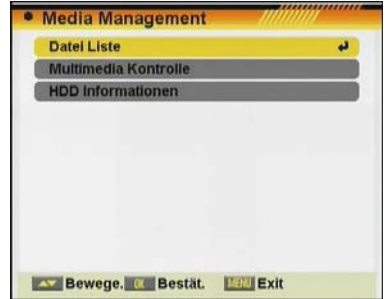 Media Management
Datei Liste
Multimedia Kontrolle
HDD Informationen
Bewege. OK Bestät. MENU Exit